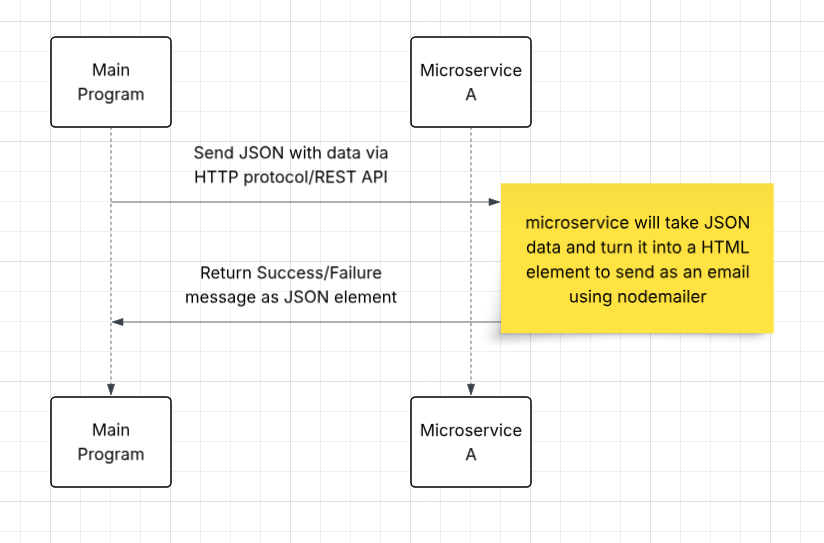 Main
Program
Microservice
A
Send JSON with data via
HTTP protocol/REST API
microservice will take JSON
data and turn it into a HTML
element to send as an email
using nodemailer
Return Success/Failure
message as JSON element
Main
Program
Microservice
A